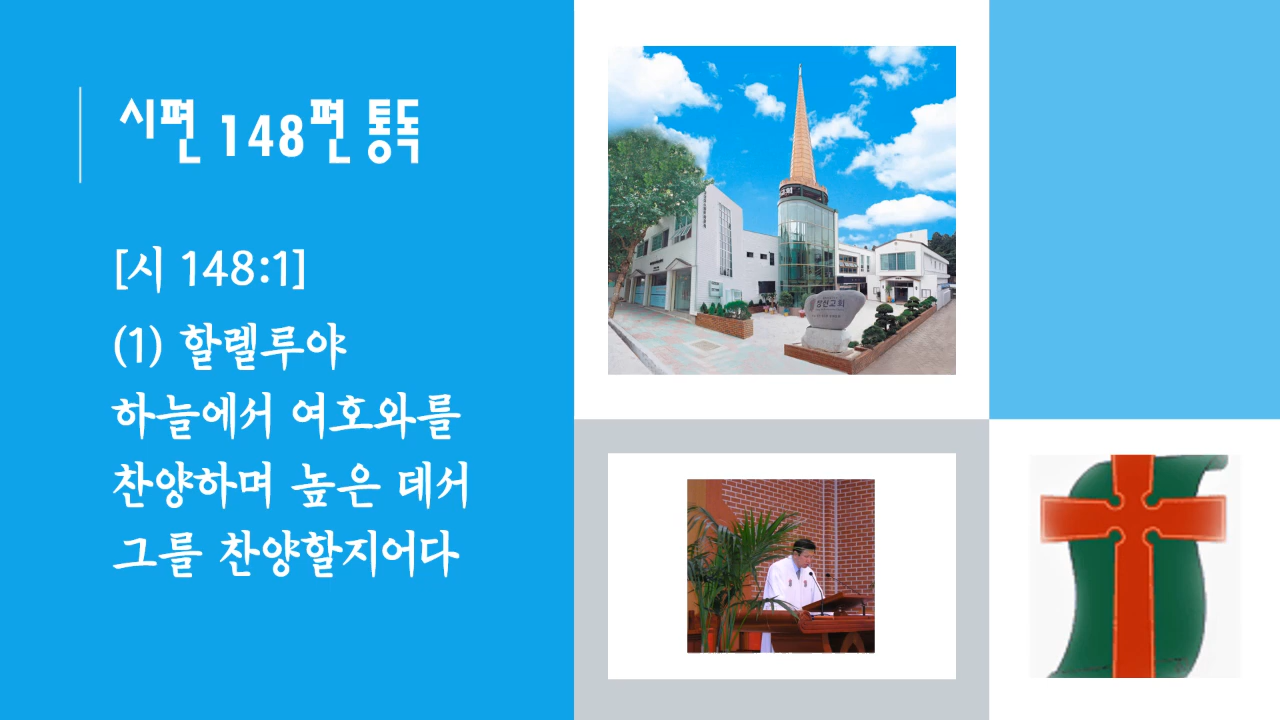 시편 148편 통독
[시 148:1]
(1) 할렐루야
하늘에서 여호와를
찬양하며 높은 데서
그를 찬양할지어다